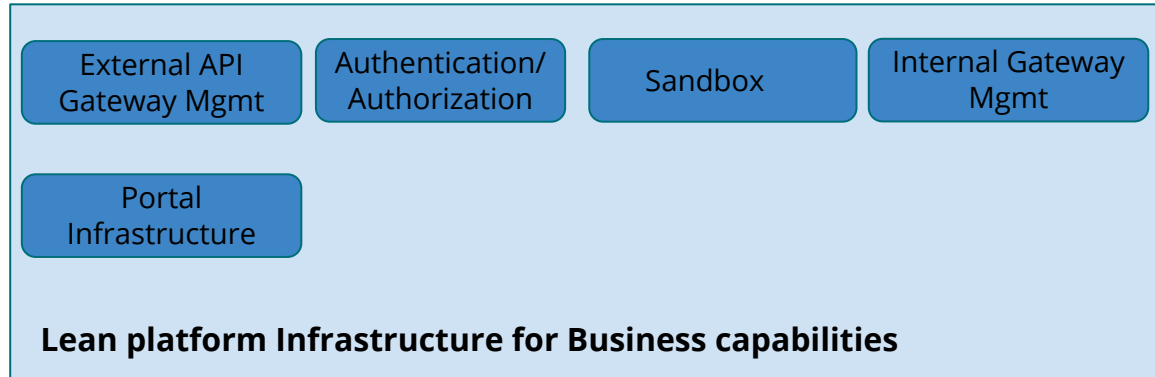 External API
Gateway Mgmt
Authentication/
Authorization
Sandbox
Internal Gateway
Mgmt
Portal
Infrastructure
Lean platform Infrastructure for Business capabilities